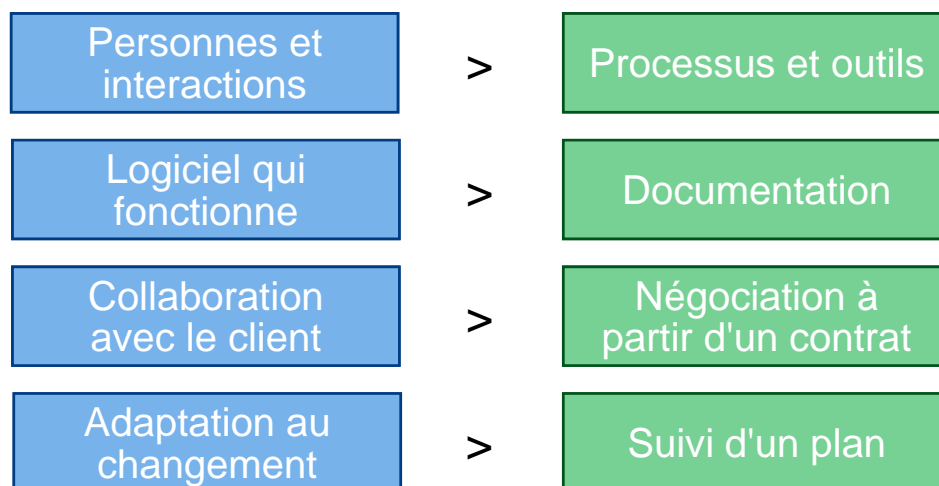 Personnes et
interactions
>
Processus et outils
Logiciel qui
fonctionne
>
Documentation
Collaboration
avec le client
>
Négociation à
partir d'un contrat
Adaptation au
changement
>
Suivi d'un plan